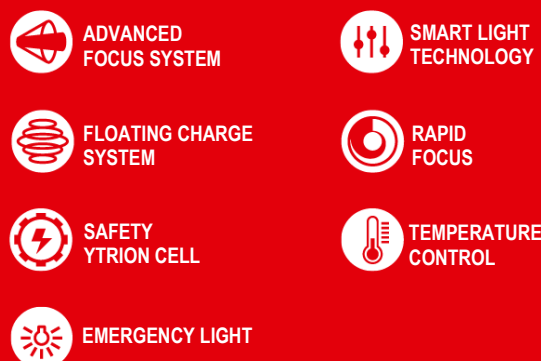 ADVANCED
FOCUS SYSTEM
SMART LIGHT
TECHNOLOGY
FLOATING CHARGE
SYSTEM
RAPID
FOCUS
SAFETY
YTRION CELL
TEMPERATURE
CONTROL
EMERGENCY LIGHT